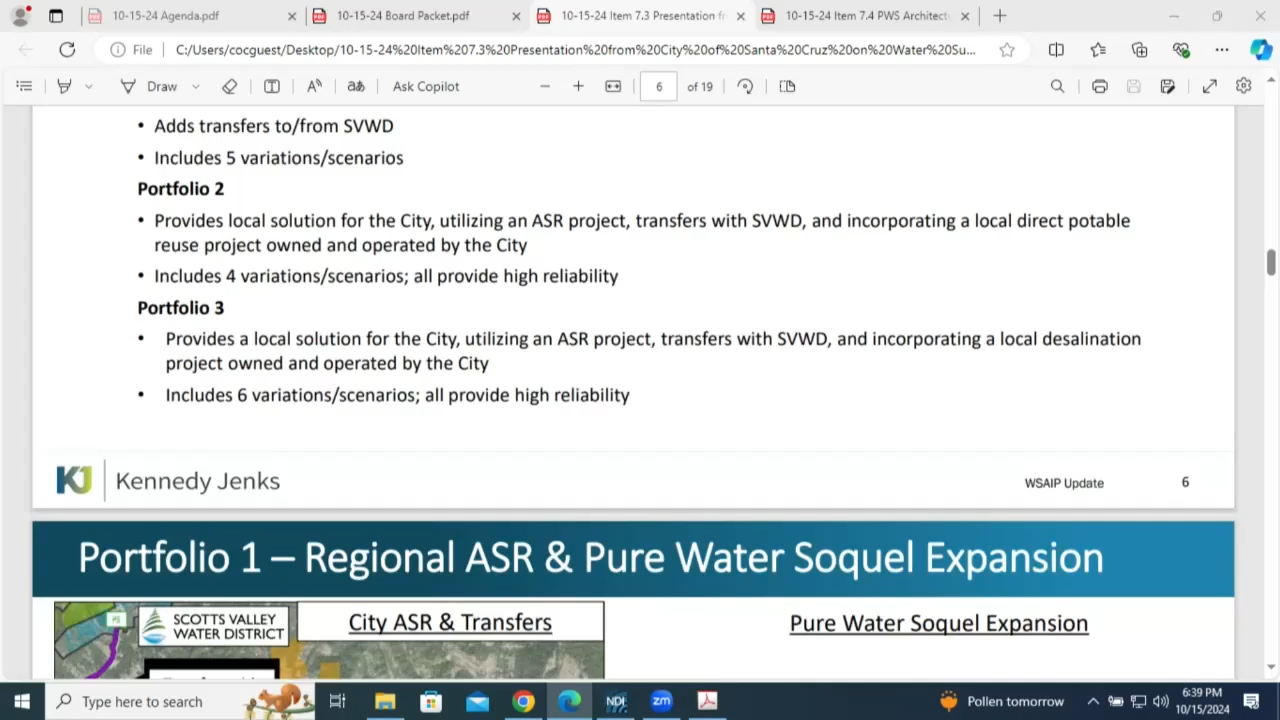 10-15-24 Agenda.pdf
10-15-24 Board Packet.pdf
10-15-24 Item 7.3 Presentation fr
10-15-24 Item 7.4 PWS Architectu
File
C:/Users/cocguest/Desktop/10-15-24%20Item%207.3%20Presentation%20from%20City%20of%20Santa%20Cruz%20on%20Water%20Su...
Draw
Ask Copilot
6 of 19
• Adds transfers to/from SVWD
• Includes 5 variations/scenarios
Portfolio 2
• Provides local solution for the City, utilizing an ASR project, transfers with SVWD, and incorporating a local direct potable
reuse project owned and operated by the City
• Includes 4 variations/scenarios; all provide high reliability
Portfolio 3
• Provides a local solution for the City, utilizing an ASR project, transfers with SVWD, and incorporating a local desalination
project owned and operated by the City
• Includes 6 variations/scenarios; all provide high reliability
KJ Kennedy Jenks
WSAIP Update 6
Portfolio 1 – Regional ASR & Pure Water Soquel Expansion
PS
SCOTTS VALLEY
WATER DISTRICT
City ASR & Transfers
Pure Water Soquel Expansion
Type here to search
NDI
zm
Pollen tomorrow
6:39 PM
10/15/2024